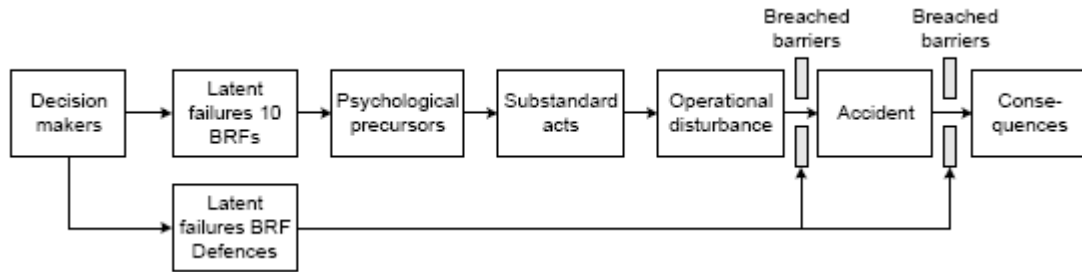 Breached
barriers
Breached
barriers
Decision
makers
Latent
failures 10
BRFs
Psychological
precursors
Substandard
acts
Operational
disturbance
Accident
Conse-
quences
Latent
failures BRF
Defences